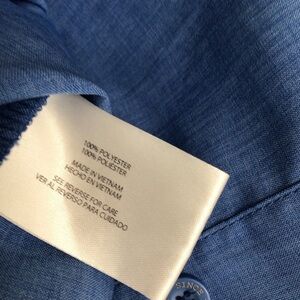 100% POLYESTER
100% POLIESTER
MADE IN VIETNAM
HECHO EN VIETNAM
SEE REVERSE FOR CARE
VER AL REVERSO PARA CUIDADO
SINCE